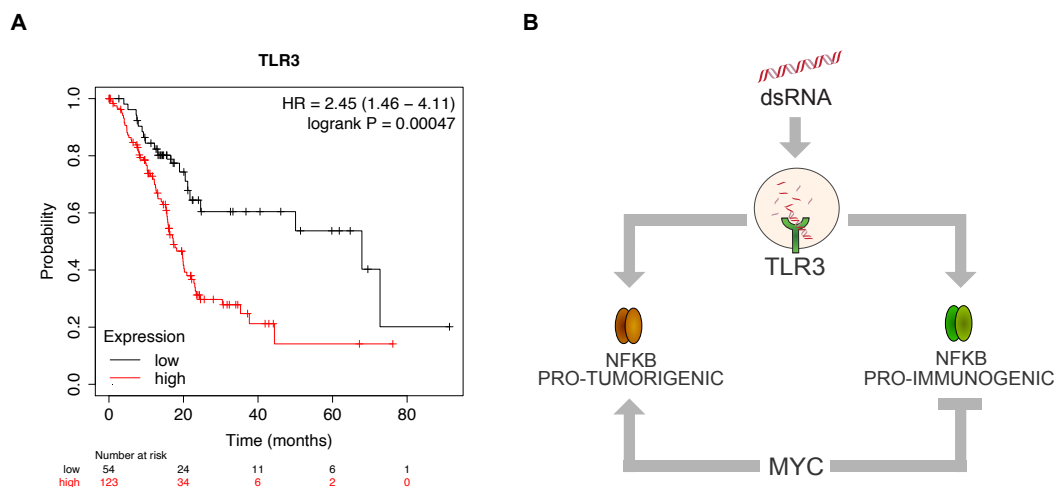 A
TLR3
HR = 2.45 (1.46 − 4.11)
logrank P = 0.00047
Probability
1.0
0.8
0.6
0.4
0.2
0.0
Expression
low
high
0 20 40 60 80
Time (months)
Number at risk
low 54 24 11 6 1
high 123 34 6 2 0
B
dsRNA
TLR3
NFKB
PRO-TUMORIGENIC
NFKB
PRO-IMMUNOGENIC
MYC